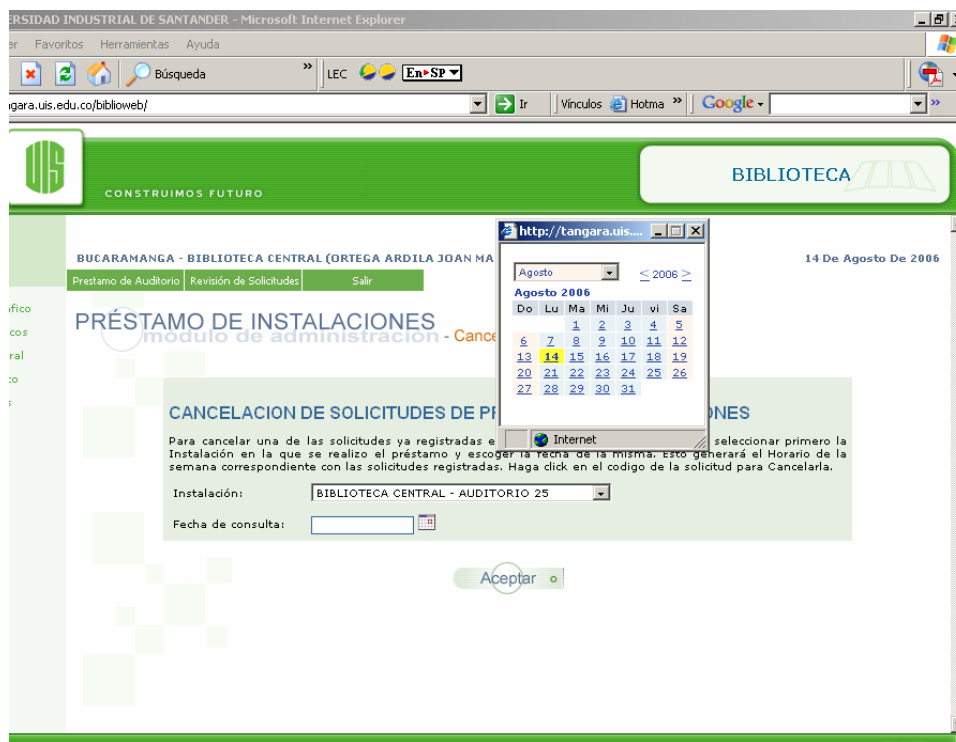 ERSIDAD INDUSTRIAL DE SANTANDER - Microsoft Internet Explorer
er Favoritos Herramientas Ayuda
Búsqueda » LEC En▸SP
ngara.uis.edu.co/biblioweb/ Ir Vínculos Hotma » Google »
UIS
CONSTRUIMOS FUTURO
BIBLIOTECA
http://tangara.uis....
BUCARAMANGA - BIBLIOTECA CENTRAL (ORTEGA ARDILA JOAN MA
14 De Agosto De 2006
Prestamo de Auditorio Revisión de Solicitudes Salir
Agosto < 2006 >
Agosto 2006
Do Lu Ma Mi Ju vi Sa
1 2 3 4 5
6 7 8 9 10 11 12
13 14 15 16 17 18 19
20 21 22 23 24 25 26
27 28 29 30 31
Internet
áfico
cos
ral
co
s
PRÉSTAMO DE INSTALACIONES
módulo de administración - Cance
CANCELACION DE SOLICITUDES DE PR NES
Para cancelar una de las solicitudes ya registradas e seleccionar primero la
Instalación en la que se realizo el préstamo y escoger la fecha de la misma. Esto generará el Horario de la
semana correspondiente con las solicitudes registradas. Haga click en el codigo de la solicitud para Cancelarla.
Instalación: BIBLIOTECA CENTRAL - AUDITORIO 25
Fecha de consulta:
Aceptar